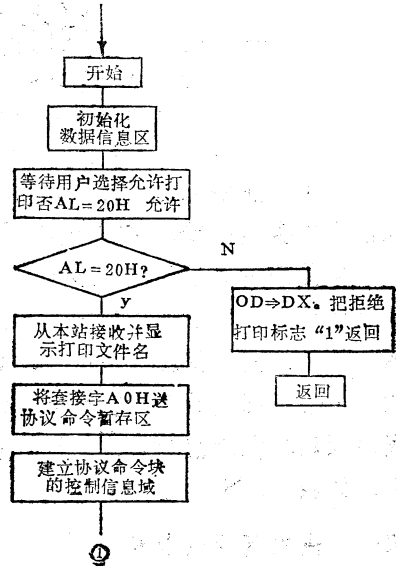 开始
初始化
数据信息区
等待用户选择允许打
印否AL=20H 允许
AL=20H?
N
y
OD⇒DX。把拒绝
打印标志“1”返回
返回
从本站接收并显
示打印文件名
将套接字A0H送
协议命令暂存区
建立协议命令块
的控制信息域
①